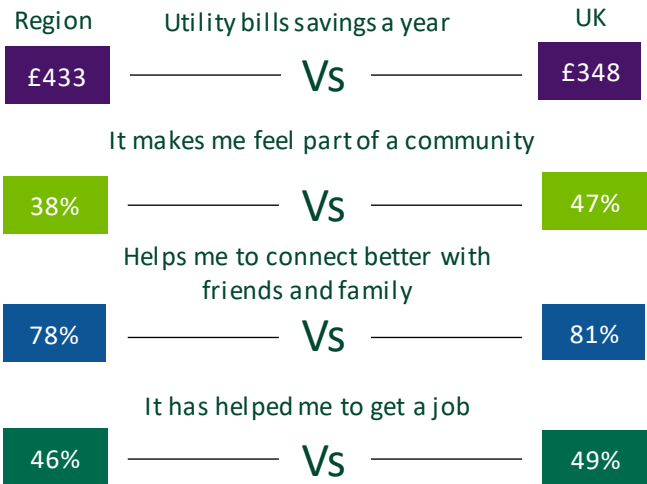 Region Utility bills savings a year UK
£433 Vs £348
It makes me feel part of a community
38% Vs 47%
Helps me to connect better with
friends and family
78% Vs 81%
It has helped me to get a job
46% Vs 49%